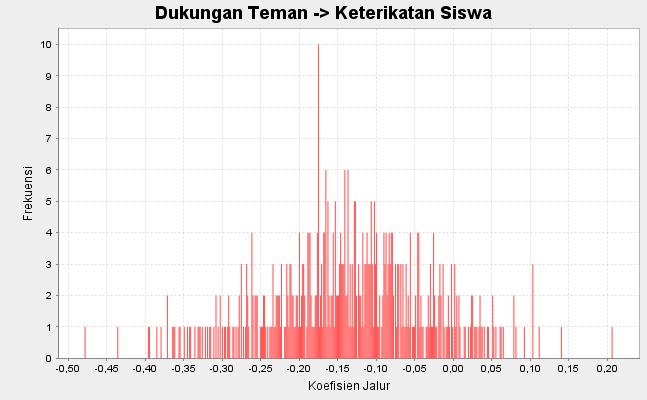 Dukungan Teman -> Keterikatan Siswa
Frekuensi
10
9
8
7
6
5
4
3
2
1
0
-0,50 -0,45 -0,40 -0,35 -0,30 -0,25 -0,20 -0,15 -0,10 -0,05 0,00 0,05 0,10 0,15 0,20
Koefisien Jalur